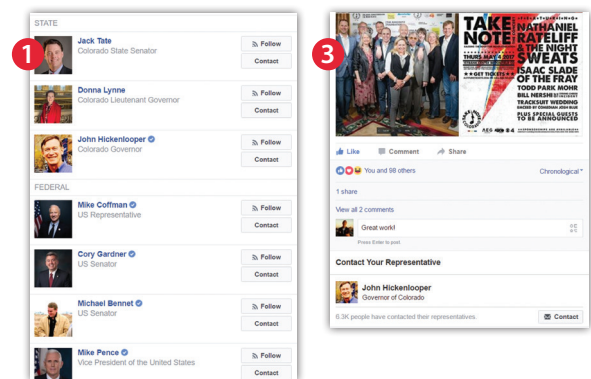 1
STATE
Jack Tate
Colorado State Senator
Follow
Contact
Donna Lynne
Colorado Lieutenant Governor
Follow
Contact
John Hickenlooper
Colorado Governor
Follow
Contact
FEDERAL
Mike Coffman
US Representative
Follow
Contact
Cory Gardner
US Senator
Follow
Contact
Michael Bennet
US Senator
Follow
Contact
Mike Pence
Vice President of the United States
Follow
Contact
3
TAKE
NOTE
THURS MAY 4 2017
GET TICKETS
NATHANIEL
RATELIFF
& THE NIGHT
SWEATS
ISAAC SLADE
OF THE FRAY
TODD PARK MOHR
BILL NERSHI
TRACKSUIT WEDDING
PLUS SPECIAL GUESTS
TO BE ANNOUNCED
AEG
Like Comment Share
You and 98 others Chronological
1 share
View all 2 comments
Great work!
Press Enter to post.
Contact Your Representative
John Hickenlooper
Governor of Colorado
6.3K people have contacted their representatives. Contact